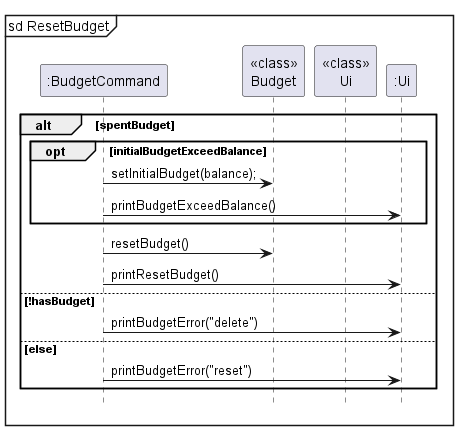 sd ResetBudget
:BudgetCommand
«class»
Budget
«class»
Ui
:Ui
alt [spentBudget]
opt [initialBudgetExceedBalance]
setInitialBudget(balance);
printBudgetExceedBalance()
resetBudget()
printResetBudget()
[!hasBudget]
printBudgetError("delete")
[else]
printBudgetError("reset")